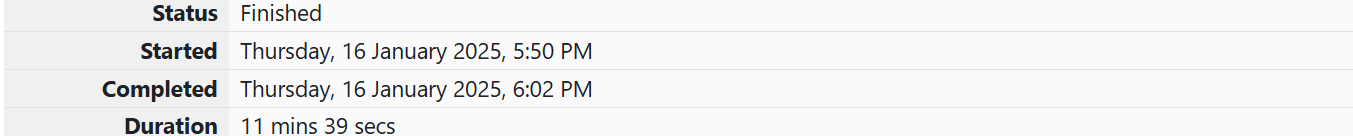 Status Finished
Started Thursday, 16 January 2025, 5:50 PM
Completed Thursday, 16 January 2025, 6:02 PM
Duration 11 mins 39 secs